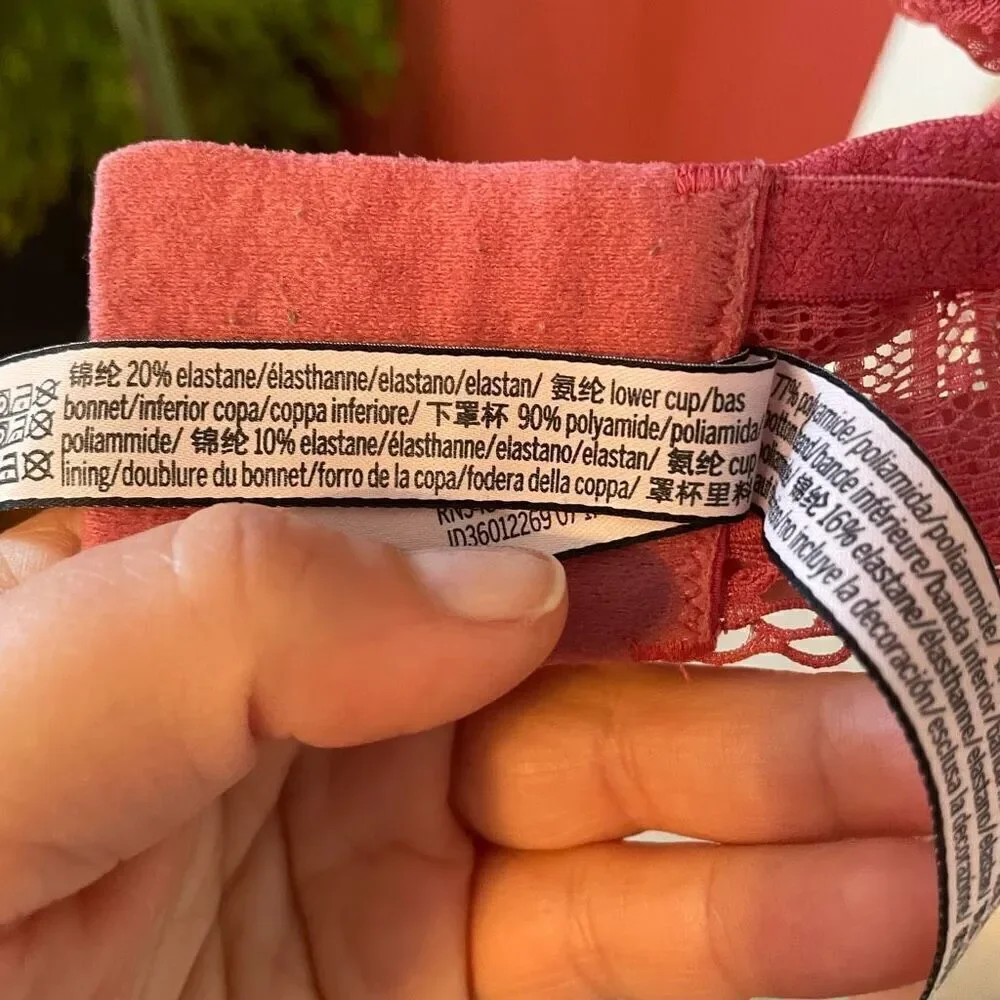 锦纶 20% elastane/élasthanne/elastano/elastan/ 氨纶 lower cup/bas
bonnet/inferior copa/coppa inferiore/ 下罩杯 90% polyamide/poliamida/
poliammide/ 锦纶 10% elastane/élasthanne/elastano/elastan/ 氨纶 cup
lining/doublure du bonnet/forro de la copa/fodera della coppa/ 罩杯里料
ID36012269 07
77% polyamide/poliamida/poliammide/
bottom band/bande inférieure/banda inferior/
锦纶 16% elastane/élasthanne/elastano/
no incluye la decoración/esclusa la decorazione/